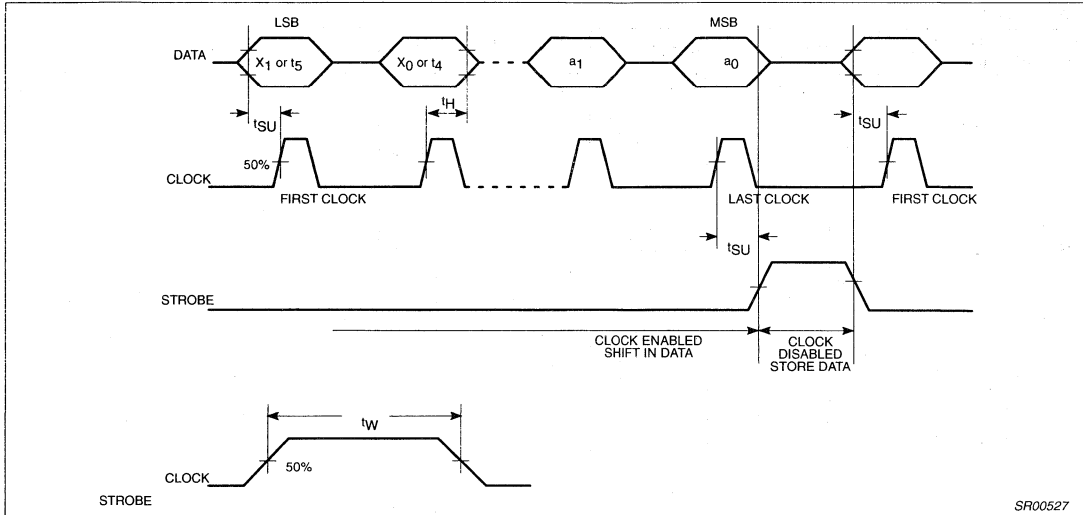 LSB MSB
DATA X1 or t5 X0 or t4 a1 a0
tSU tH tSU
50%
CLOCK
FIRST CLOCK LAST CLOCK FIRST CLOCK
tSU
STROBE
CLOCK ENABLED
SHIFT IN DATA
CLOCK
DISABLED
STORE DATA
tW
50%
CLOCK
STROBE
SR00527